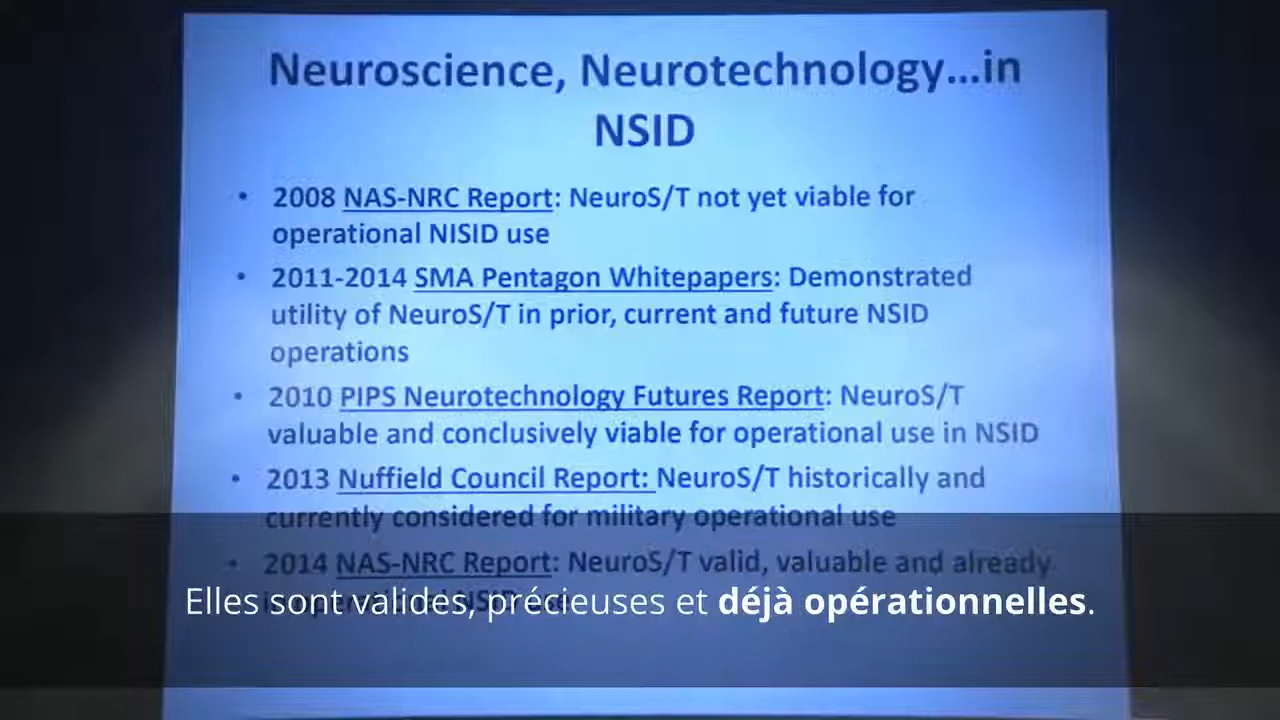 Neuroscience, Neurotechnology...in
NSID
• 2008 NAS-NRC Report: NeuroS/T not yet viable for
operational NISID use
• 2011-2014 SMA Pentagon Whitepapers: Demonstrated
utility of NeuroS/T in prior, current and future NSID
operations
• 2010 PIPS Neurotechnology Futures Report: NeuroS/T
valuable and conclusively viable for operational use in NSID
• 2013 Nuffield Council Report: NeuroS/T historically and
currently considered for military operational use
• 2014 NAS-NRC Report: NeuroS/T valid, valuable and already
Elles sont valides, précieuses et déjà opérationnelles.